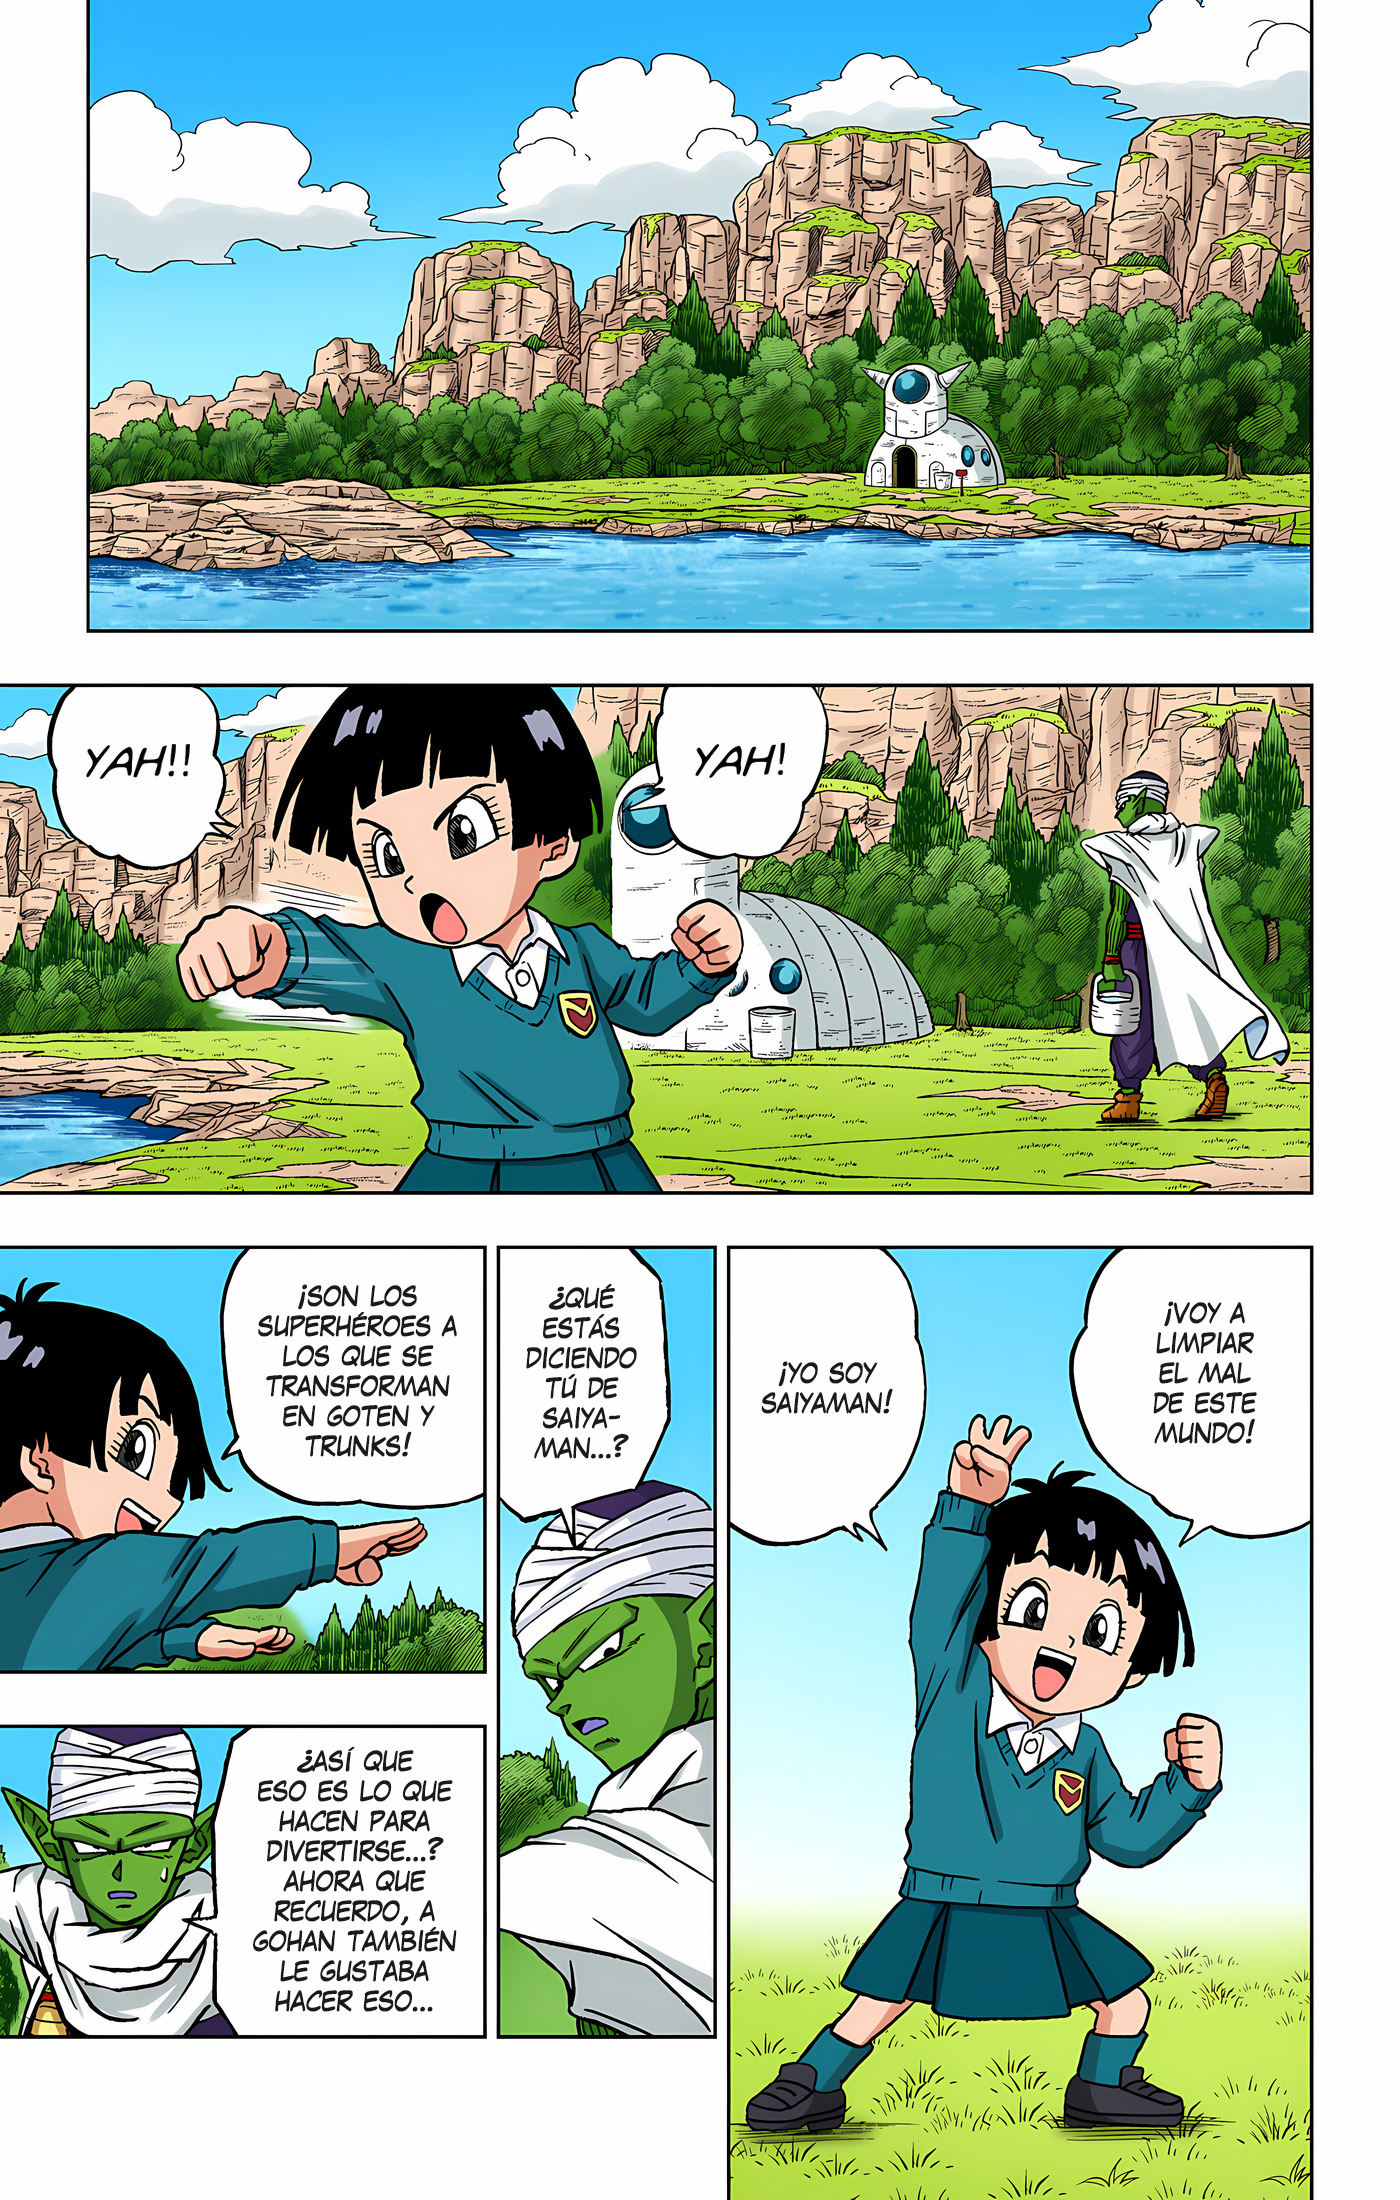 YAH!
YAH!!
¡VOY A
LIMPIAR
EL MAL
DE ESTE
MUNDO!
¡YO SOY
SAIYAMAN!
¿QUÉ
ESTÁS
DICIENDO
TÚ DE
SAIYA-
MAN...?
¡SON LOS
SUPERHÉROES A
LOS QUE SE
TRANSFORMAN
EN GOTEN Y
TRUNKS!
¿ASÍ QUE
ESO ES LO QUE
HACEN PARA
DIVERTIRSE...?
AHORA QUE
RECUERDO, A
GOHAN TAMBIÉN
LE GUSTABA
HACER ESO...